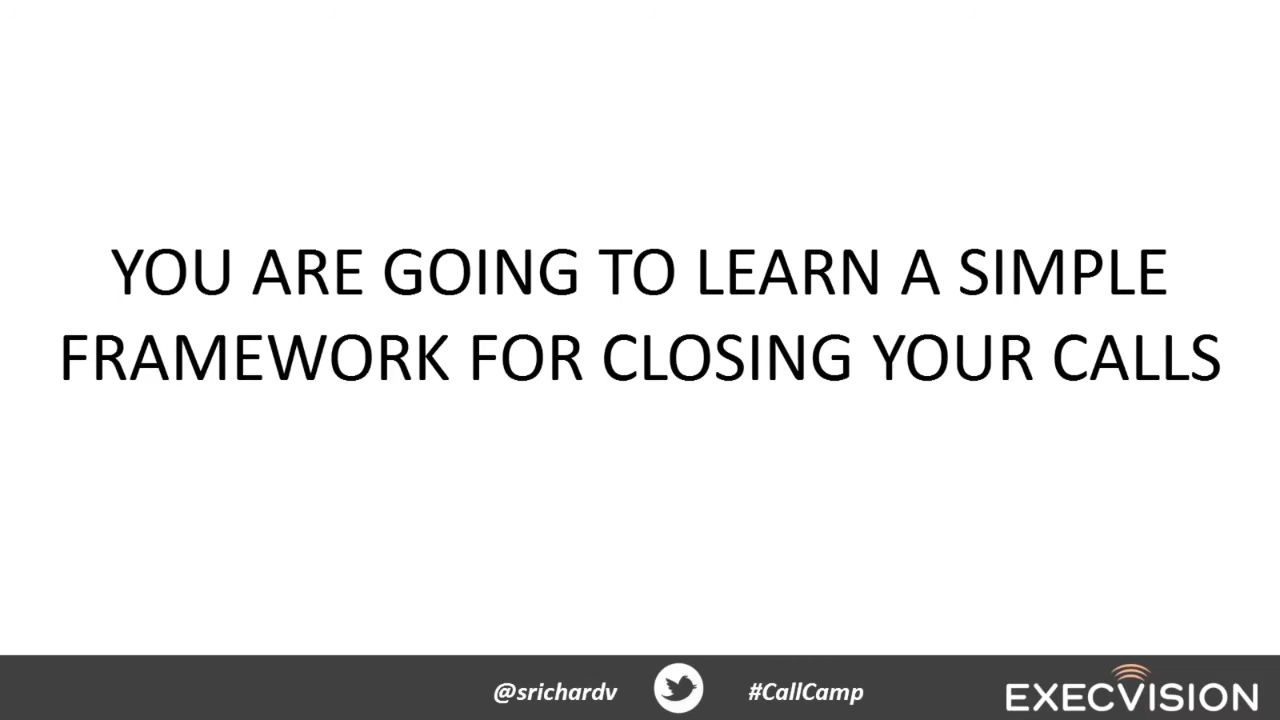 YOU ARE GOING TO LEARN A SIMPLE
FRAMEWORK FOR CLOSING YOUR CALLS
@srichardv #CallCamp EXECVISION